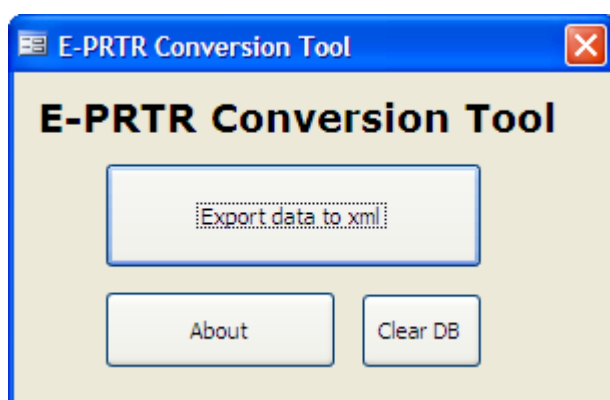 E-PRTR Conversion Tool
E-PRTR Conversion Tool
Export data to xml
About Clear DB